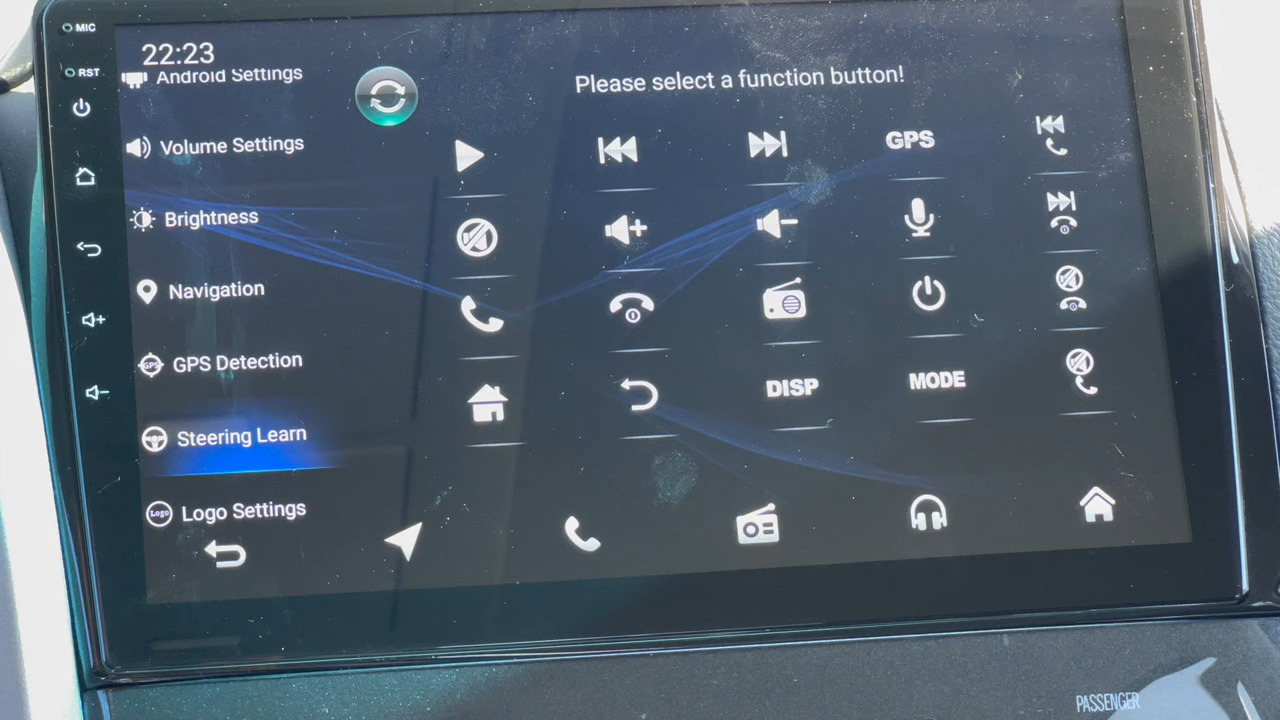 MIC
RST
22:23
Android Settings
Volume Settings
Brightness
Navigation
GPS
GPS Detection
Steering Learn
Logo
Logo Settings
Please select a function button!
GPS
DISP
MODE
PASSENGER